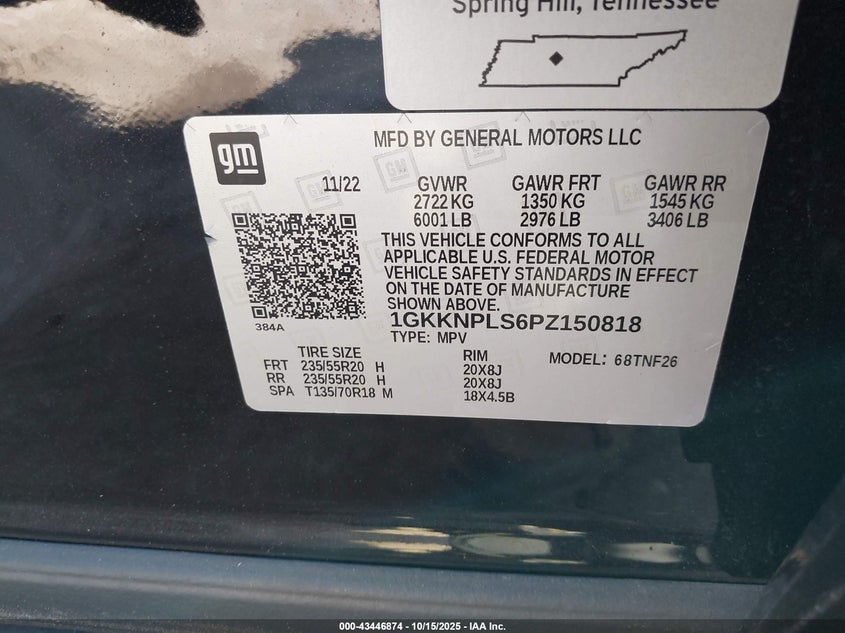 Spring Hill, Tennessee
gm
MFD BY GENERAL MOTORS LLC
11/22 GVWR GAWR FRT GAWR RR
2722 KG 1350 KG 1545 KG
6001 LB 2976 LB 3406 LB
THIS VEHICLE CONFORMS TO ALL
APPLICABLE U.S. FEDERAL MOTOR
VEHICLE SAFETY STANDARDS IN EFFECT
ON THE DATE OF MANUFACTURE
SHOWN ABOVE.
384A
1GKKNPLS6PZ150818
TYPE: MPV
TIRE SIZE RIM MODEL: 68TNF26
FRT 235/55R20 H 20X8J
RR 235/55R20 H 20X8J
SPA T135/70R18 M 18X4.5B
000-43446874 | 10/15/2025 - IAA Inc.